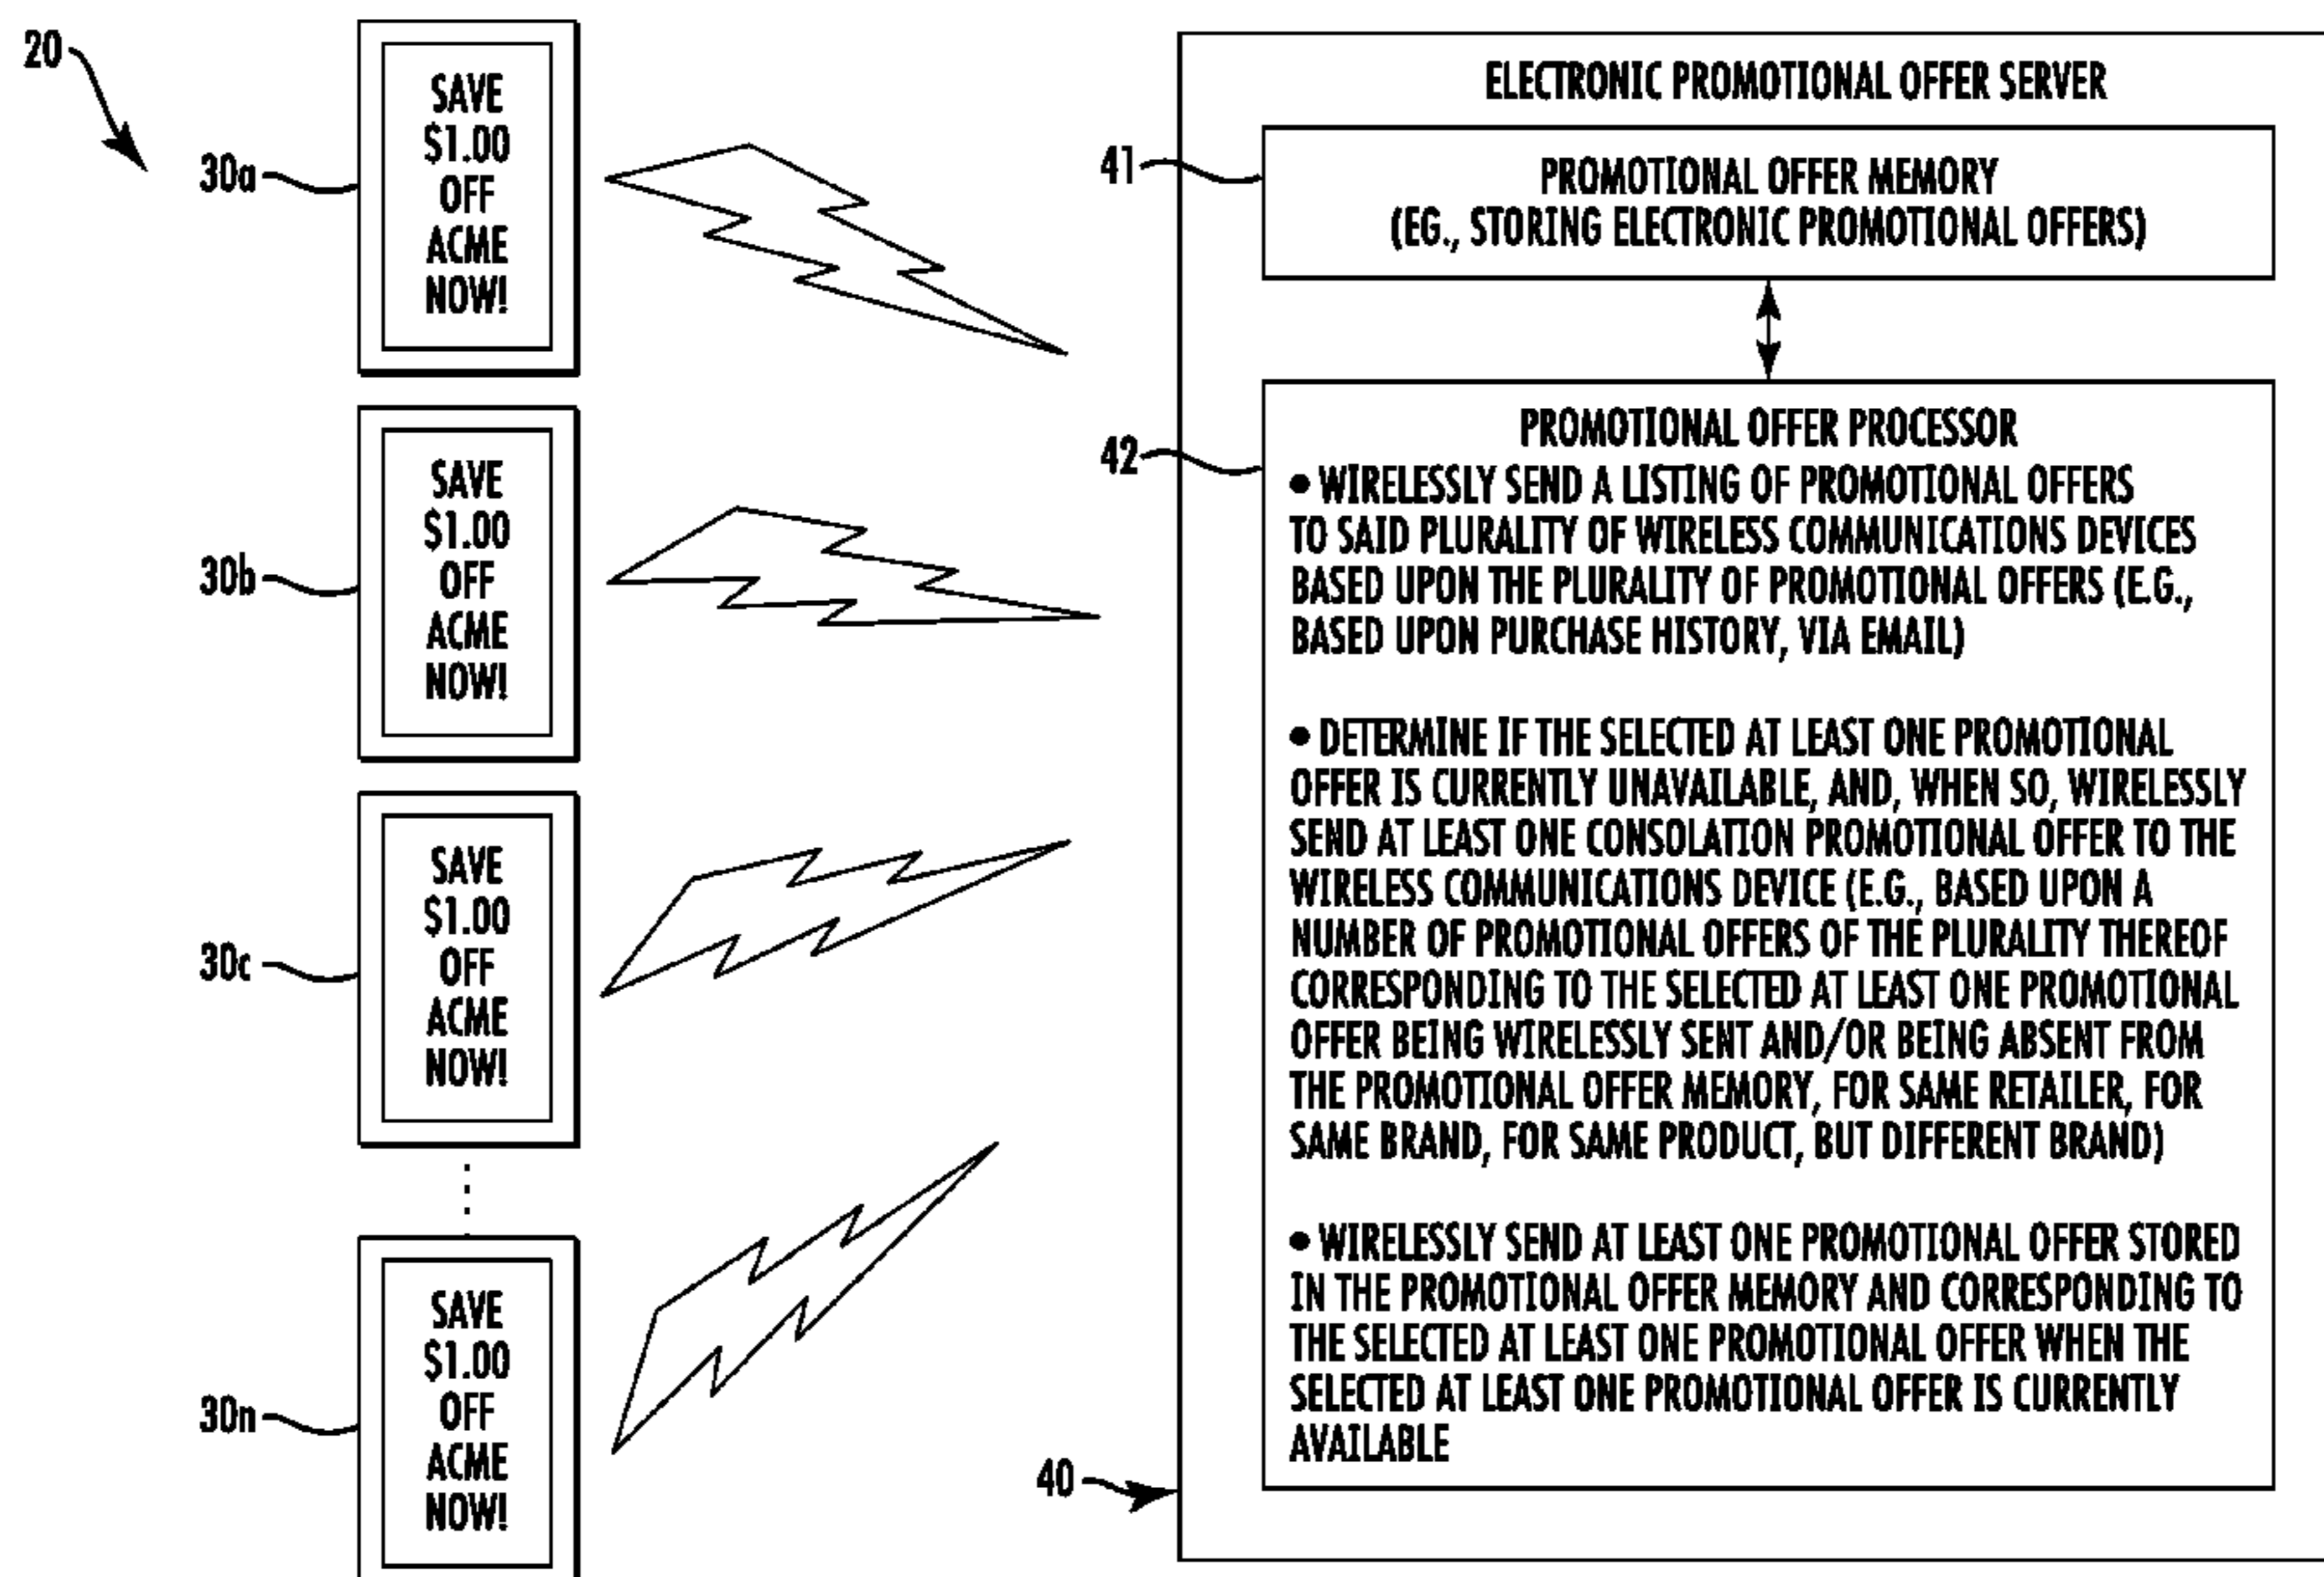 20
30a
SAVE
$1.00
OFF
ACME
NOW!
30b
SAVE
$1.00
OFF
ACME
NOW!
30c
SAVE
$1.00
OFF
ACME
NOW!
30n
SAVE
$1.00
OFF
ACME
NOW!
40
ELECTRONIC PROMOTIONAL OFFER SERVER
41
PROMOTIONAL OFFER MEMORY
(EG., STORING ELECTRONIC PROMOTIONAL OFFERS)
42
PROMOTIONAL OFFER PROCESSOR
• WIRELESSLY SEND A LISTING OF PROMOTIONAL OFFERS
TO SAID PLURALITY OF WIRELESS COMMUNICATIONS DEVICES
BASED UPON THE PLURALITY OF PROMOTIONAL OFFERS (E.G.,
BASED UPON PURCHASE HISTORY, VIA EMAIL)
• DETERMINE IF THE SELECTED AT LEAST ONE PROMOTIONAL
OFFER IS CURRENTLY UNAVAILABLE, AND, WHEN SO, WIRELESSLY
SEND AT LEAST ONE CONSOLATION PROMOTIONAL OFFER TO THE
WIRELESS COMMUNICATIONS DEVICE (E.G., BASED UPON A
NUMBER OF PROMOTIONAL OFFERS OF THE PLURALITY THEREOF
CORRESPONDING TO THE SELECTED AT LEAST ONE PROMOTIONAL
OFFER BEING WIRELESSLY SENT AND/OR BEING ABSENT FROM
THE PROMOTIONAL OFFER MEMORY, FOR SAME RETAILER, FOR
SAME BRAND, FOR SAME PRODUCT, BUT DIFFERENT BRAND)
• WIRELESSLY SEND AT LEAST ONE PROMOTIONAL OFFER STORED
IN THE PROMOTIONAL OFFER MEMORY AND CORRESPONDING TO
THE SELECTED AT LEAST ONE PROMOTIONAL OFFER WHEN THE
SELECTED AT LEAST ONE PROMOTIONAL OFFER IS CURRENTLY
AVAILABLE